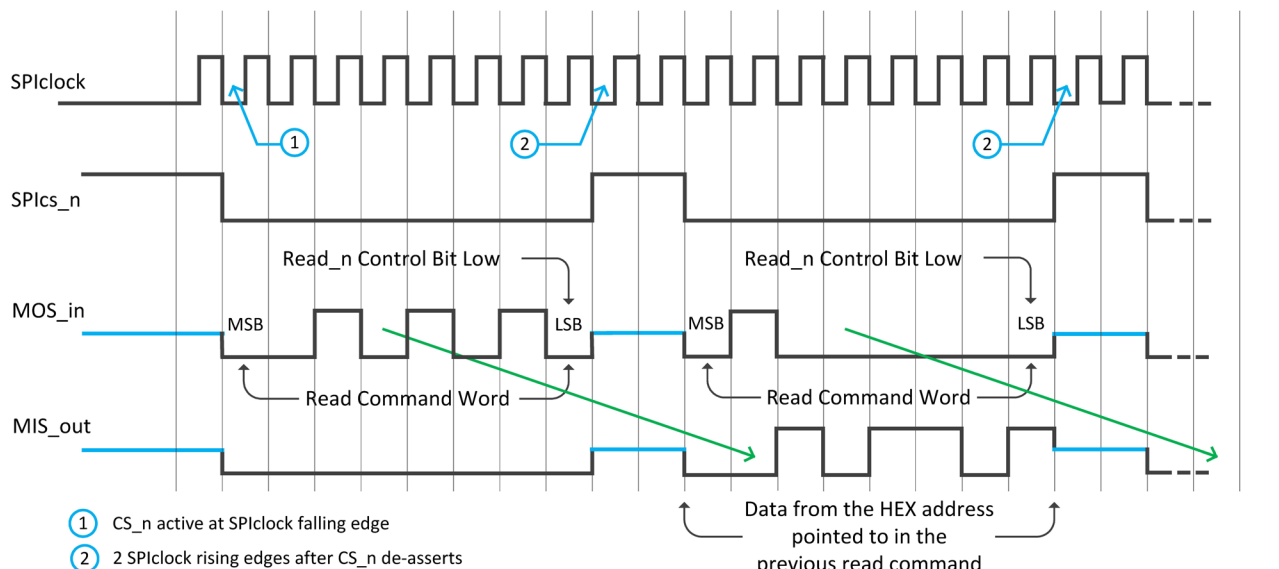 SPIclock
1
2
2
SPIcs_n
Read_n Control Bit Low
Read_n Control Bit Low
MOS_in
MSB
LSB
MSB
LSB
Read Command Word
Read Command Word
MIS_out
Data from the HEX address
pointed to in the
previous read command
1 CS_n active at SPIclock falling edge
2 2 SPIclock rising edges after CS_n de-asserts